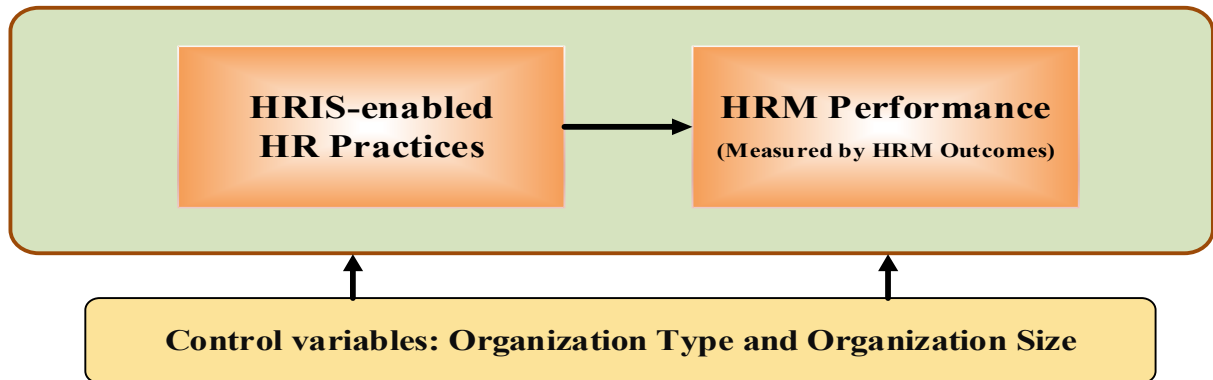 HRIS-enabled
HR Practices
HRM Performance
(Measured by HRM Outcomes)
Control variables: Organization Type and Organization Size